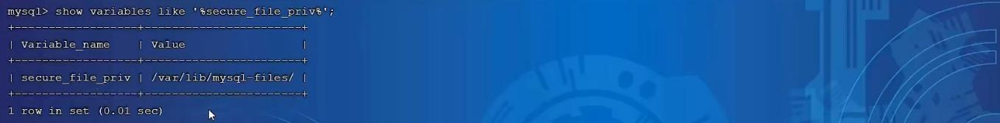 mysql> show variables like '%secure_file_priv%';
+------------------+-----------------------+
| Variable_name    | Value                 |
+------------------+-----------------------+
| secure_file_priv | /var/lib/mysql-files/ |
+------------------+-----------------------+
1 row in set (0.01 sec)